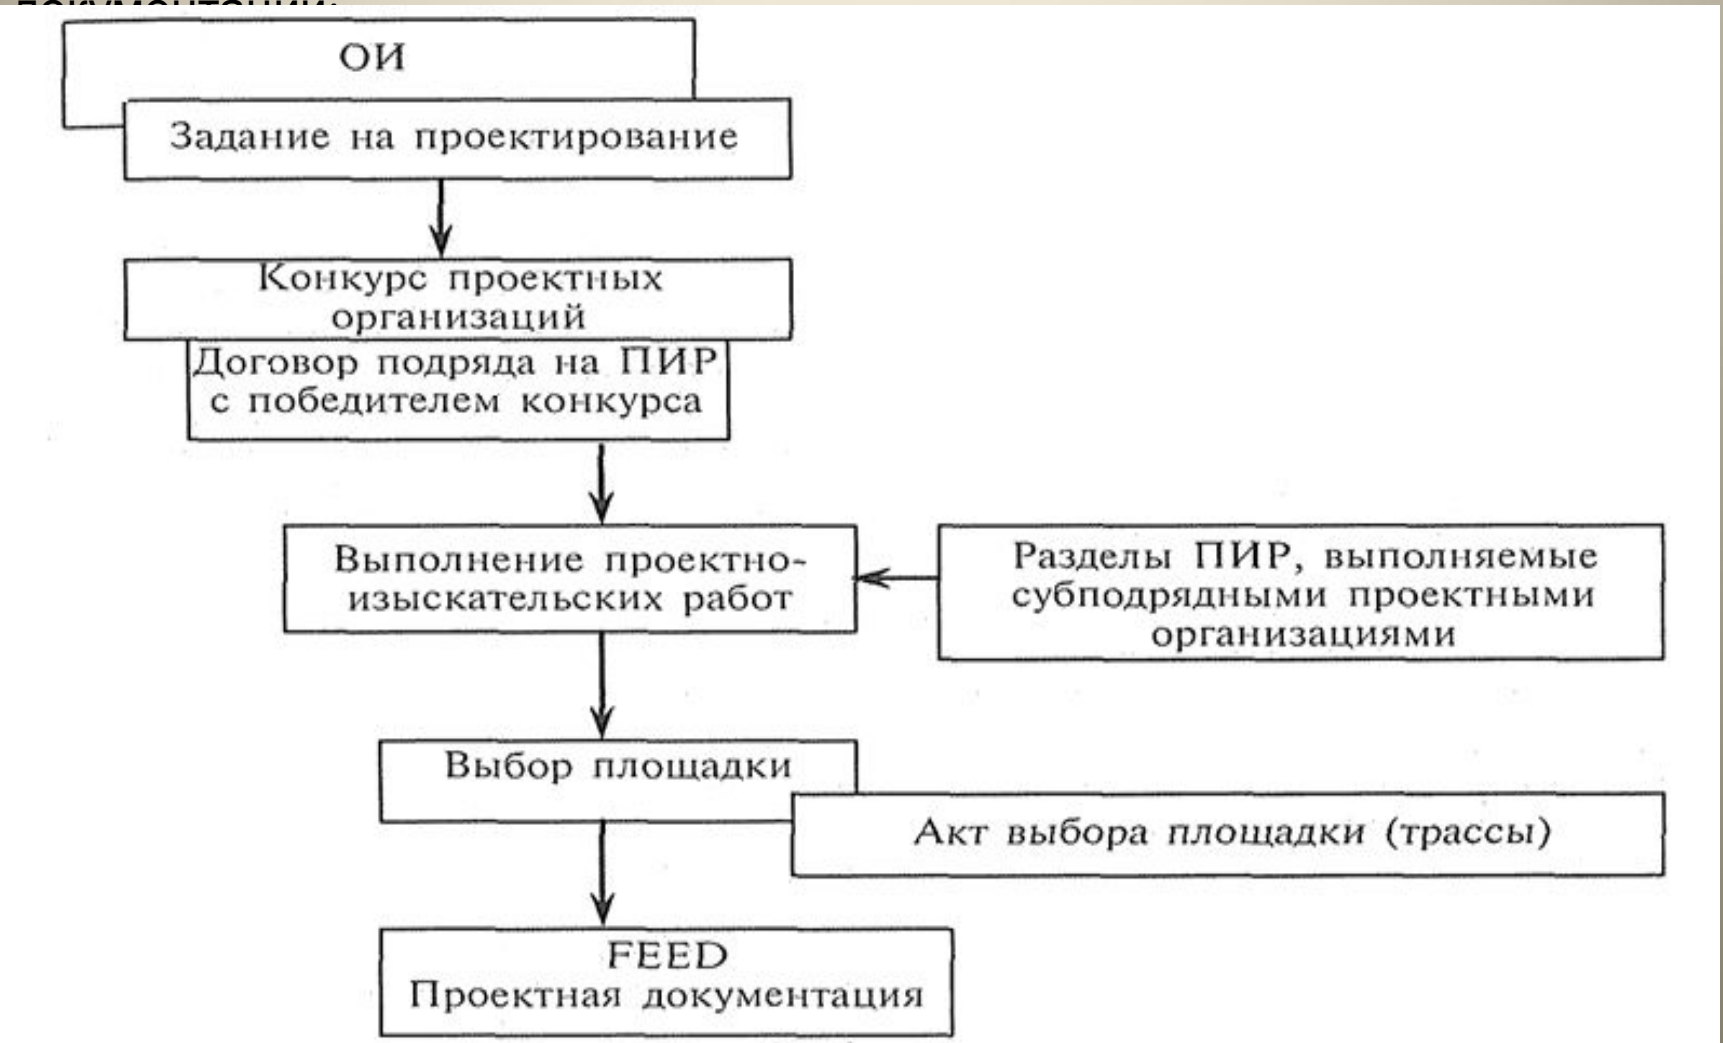 документации:
ОИ
Задание на проектирование
Конкурс проектных
организаций
Договор подряда на ПИР
с победителем конкурса
Выполнение проектно-
изыскательских работ
Разделы ПИР, выполняемые
субподрядными проектными
организациями
Выбор площадки
Акт выбора площадки (трассы)
FEED
Проектная документация